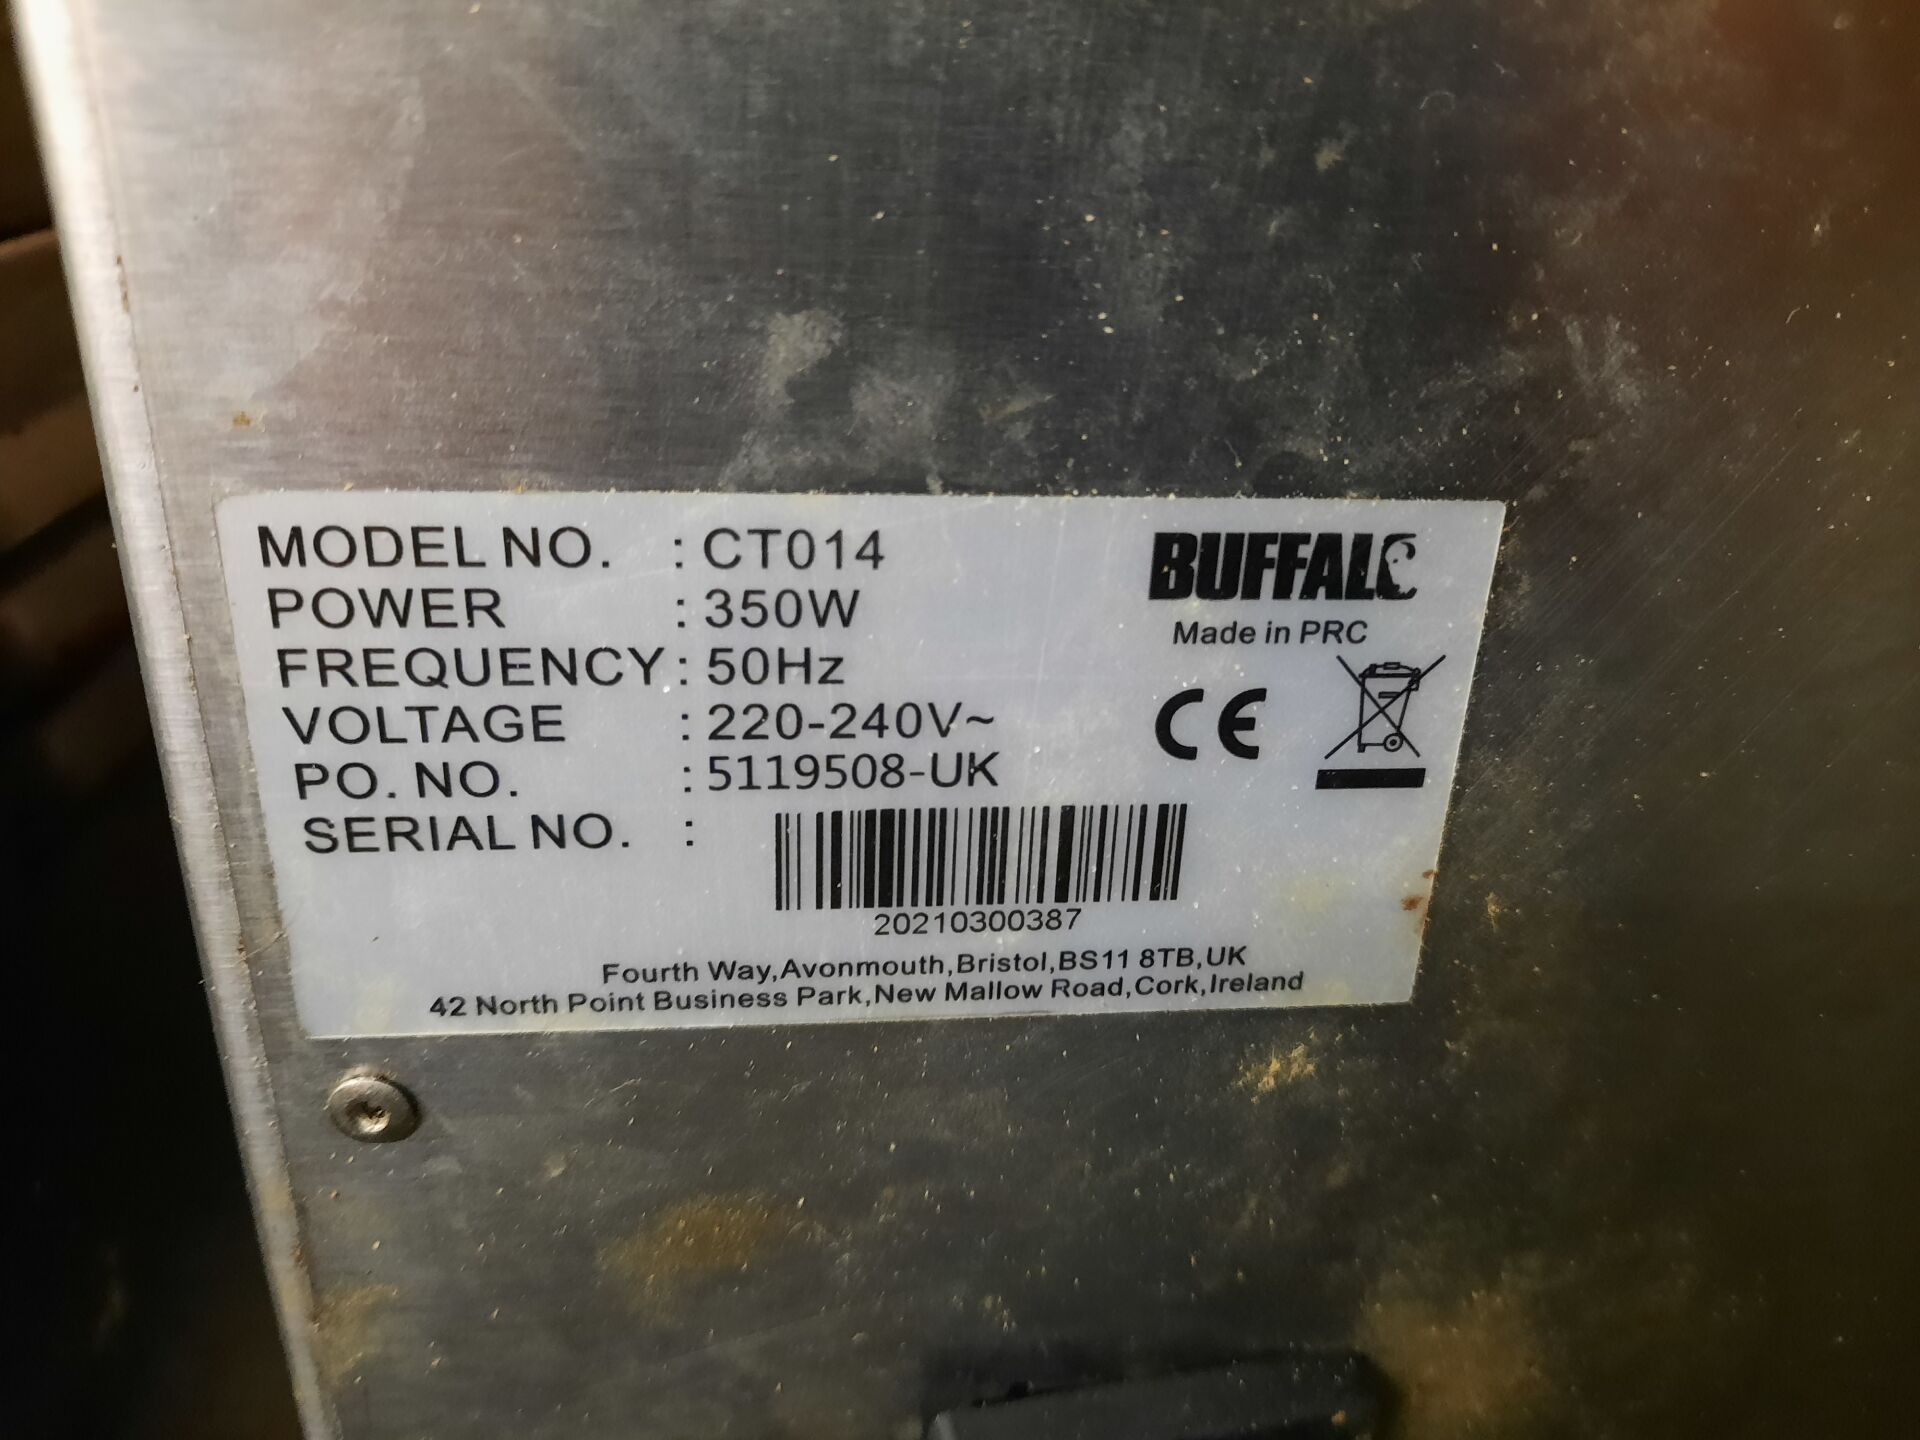 MODEL NO. : CT014
POWER : 350W
FREQUENCY : 50Hz
VOLTAGE : 220-240V~
PO. NO. : 5119508-UK
SERIAL NO. :
20210300387
BUFFALO
Made in PRC
CE
Fourth Way,Avonmouth,Bristol,BS11 8TB,UK
42 North Point Business Park,New Mallow Road,Cork,Ireland